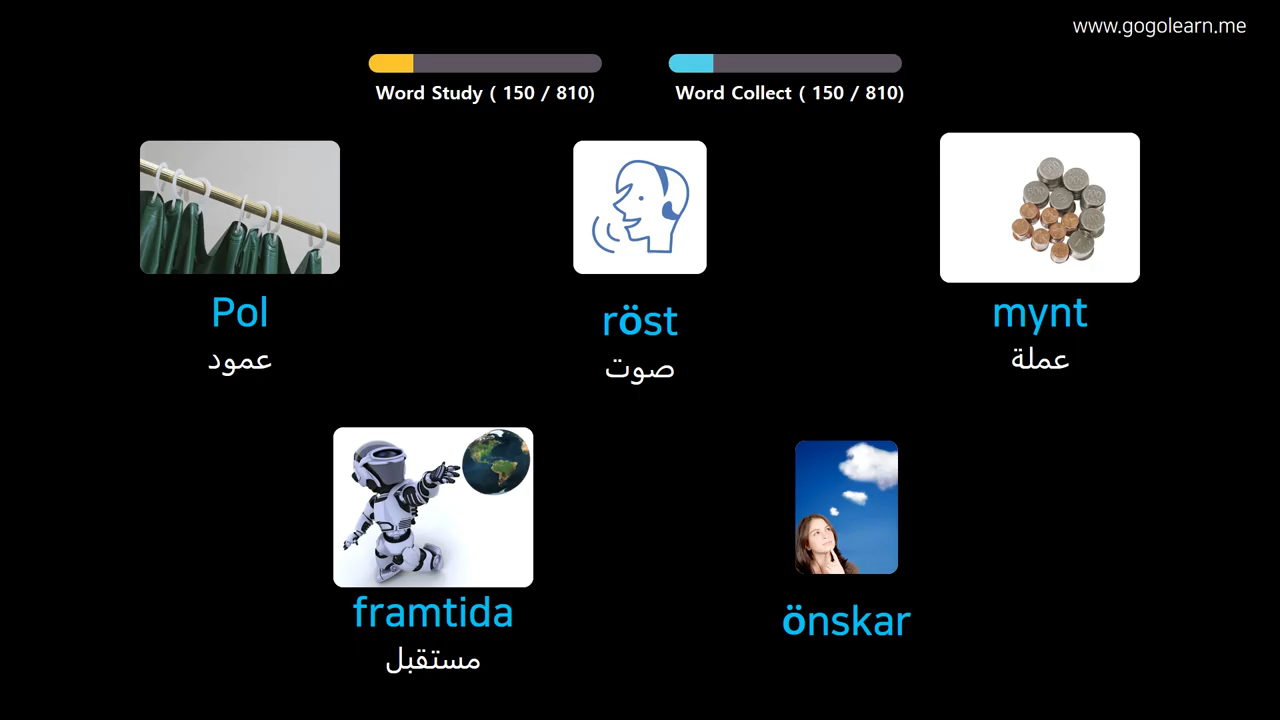 www.gogolearn.me
Word Study ( 150 / 810)
Word Collect ( 150 / 810)
Pol
عمود
röst
صوت
mynt
عملة
framtida
مستقبل
önskar